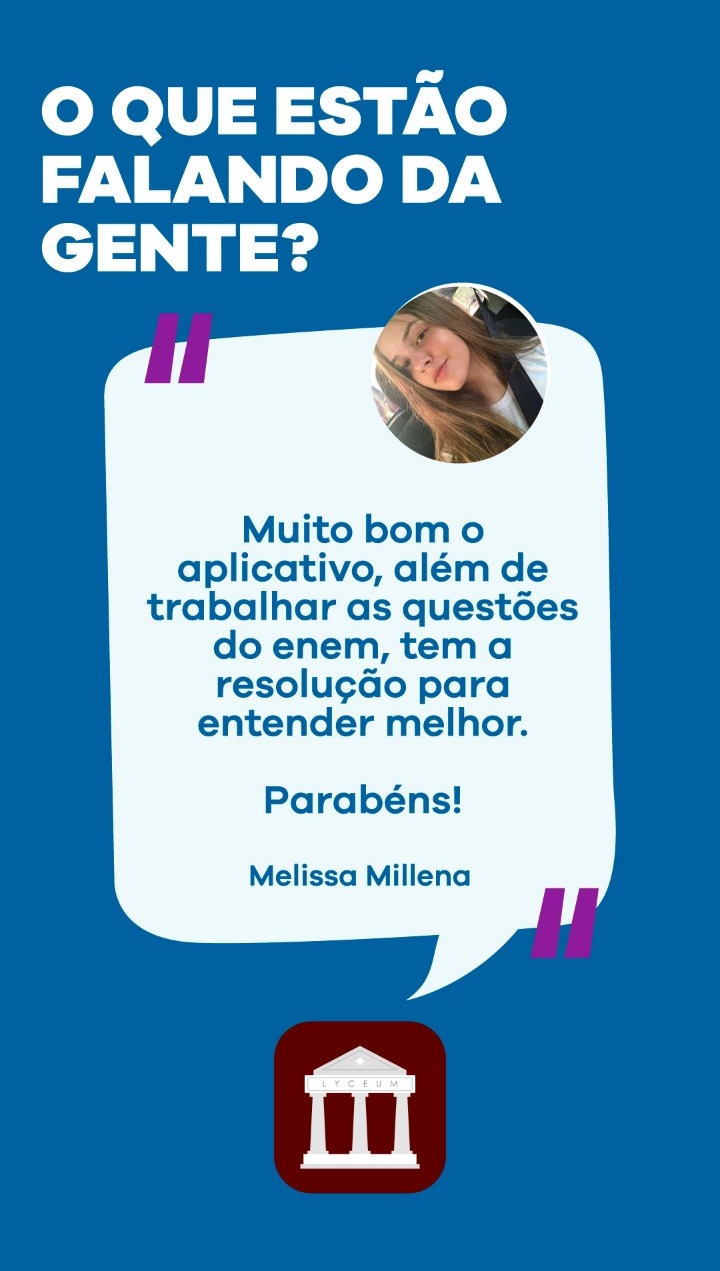 O QUE ESTÃO
FALANDO DA
GENTE?
Muito bom o
aplicativo, além de
trabalhar as questões
do enem, tem a
resolução para
entender melhor.
Parabéns!
Melissa Millena
LYCEUM